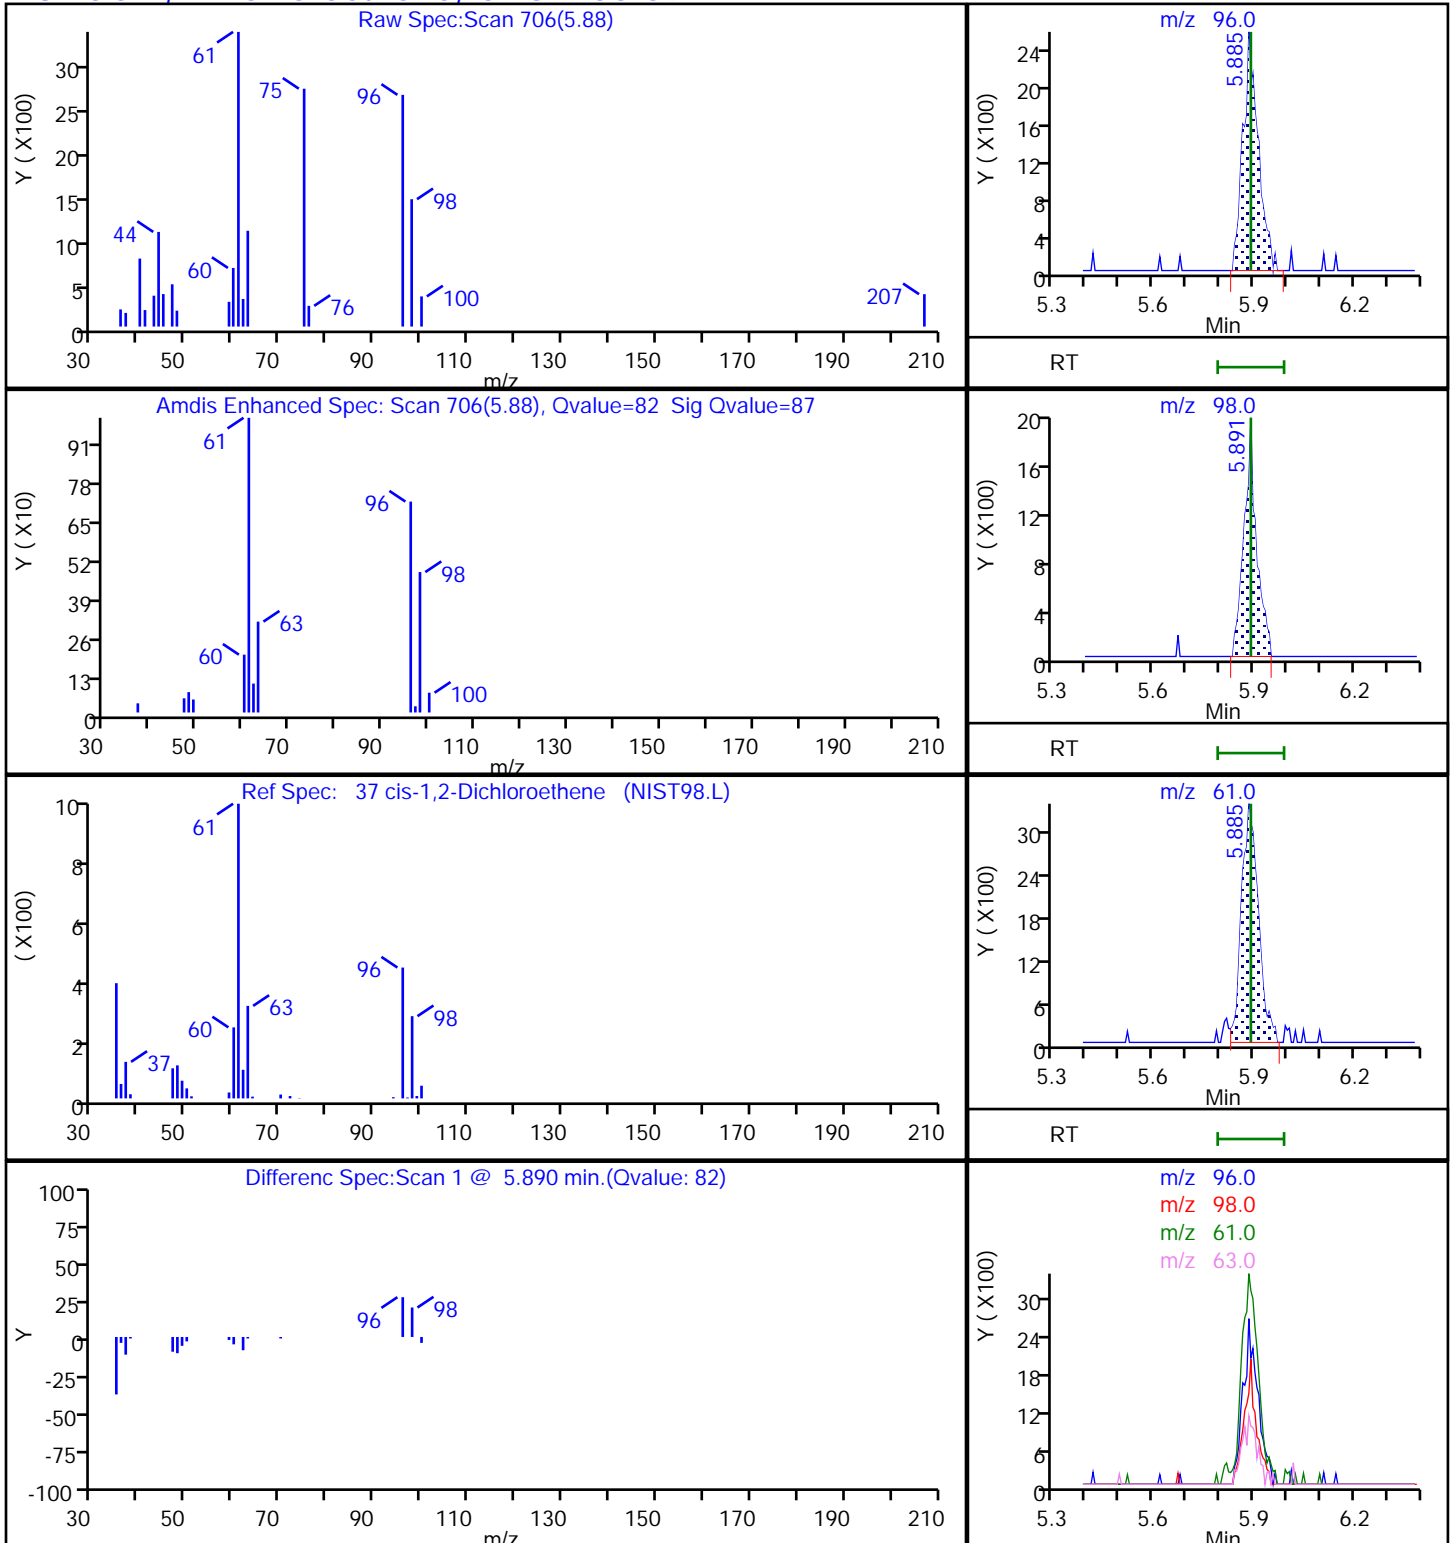 Raw Spec:Scan 706(5.88)
Y ( X100)
30
25
20
15
10
5
0
61
75
96
98
44
60
76
100
207
30 50 70 90 110 130 150 170 190 210
m/z
m/z 96.0
5.885
Y ( X100)
24
20
16
12
8
4
0
5.3 5.6 5.9 6.2
Min
RT
Amdis Enhanced Spec: Scan 706(5.88), Qvalue=82 Sig Qvalue=87
Y ( X10)
91
78
65
52
39
26
13
0
61
96
98
63
60
100
30 50 70 90 110 130 150 170 190 210
m/z
m/z 98.0
5.891
Y ( X100)
20
16
12
8
4
0
5.3 5.6 5.9 6.2
Min
RT
Ref Spec: 37 cis-1,2-Dichloroethene (NIST98.L)
( X100)
10
8
6
4
2
0
61
96
63
98
60
37
30 50 70 90 110 130 150 170 190 210
m/z 61.0
5.885
Y ( X100)
30
24
18
12
6
0
5.3 5.6 5.9 6.2
Min
RT
Differenc Spec:Scan 1 @ 5.890 min.(Qvalue: 82)
Y
100
75
50
25
0
-25
-50
-75
-100
96
98
30 50 70 90 110 130 150 170 190 210
m/z
m/z 96.0
m/z 98.0
m/z 61.0
m/z 63.0
Y ( X100)
30
24
18
12
6
0
5.3 5.6 5.9 6.2
Min